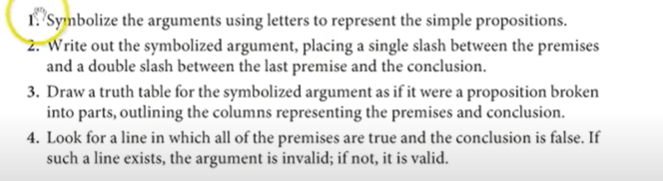 1. Symbolize the arguments using letters to represent the simple propositions.
2. Write out the symbolized argument, placing a single slash between the premises
and a double slash between the last premise and the conclusion.
3. Draw a truth table for the symbolized argument as if it were a proposition broken
into parts, outlining the columns representing the premises and conclusion.
4. Look for a line in which all of the premises are true and the conclusion is false. If
such a line exists, the argument is invalid; if not, it is valid.